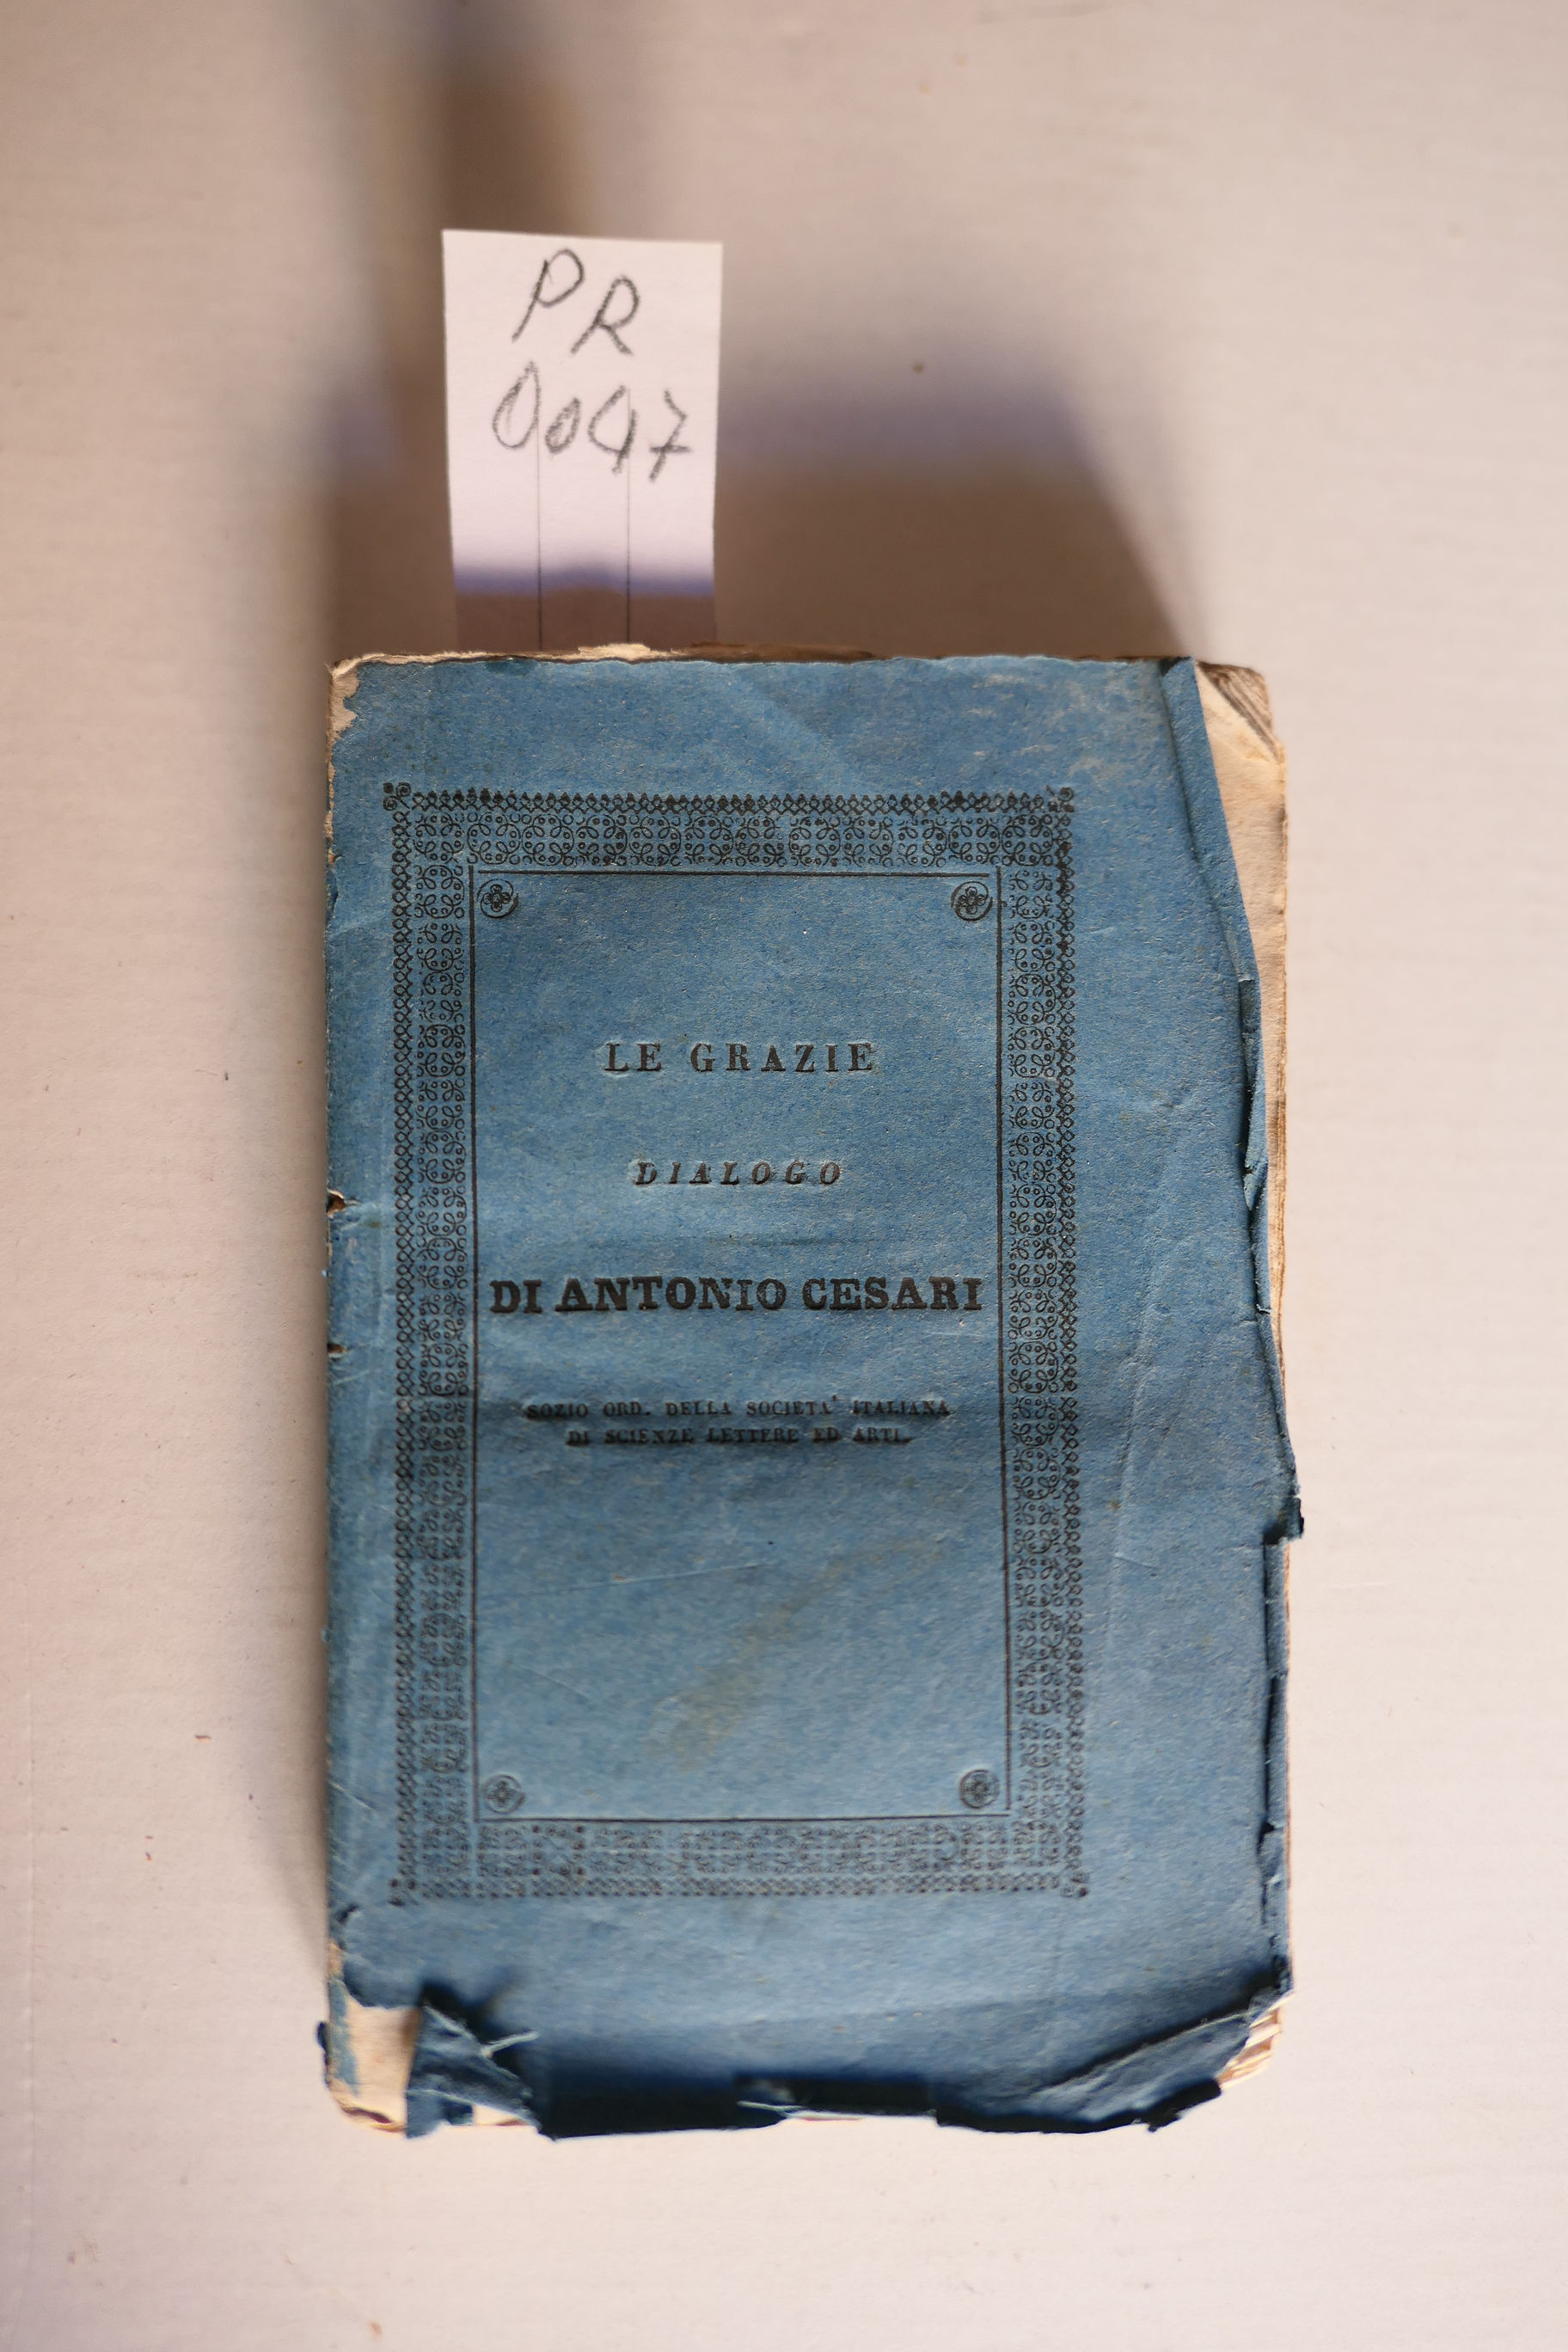 PR
0047
LE GRAZIE
DIALOGO
DI ANTONIO CESARI
SOZIO ORD. DELLA SOCIETA' ITALIANA
DI SCIENZE LETTERE ED ARTI.